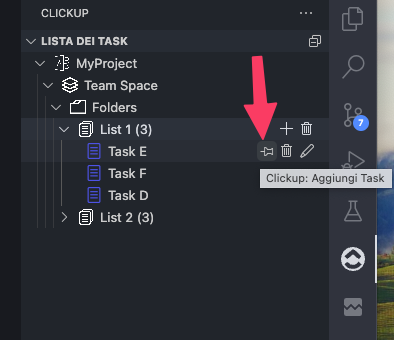 CLICKUP
LISTA DEI TASK
MyProject
Team Space
Folders
List 1 (3)
Task E
Task F
Task D
List 2 (3)
7
Clickup: Aggiungi Task